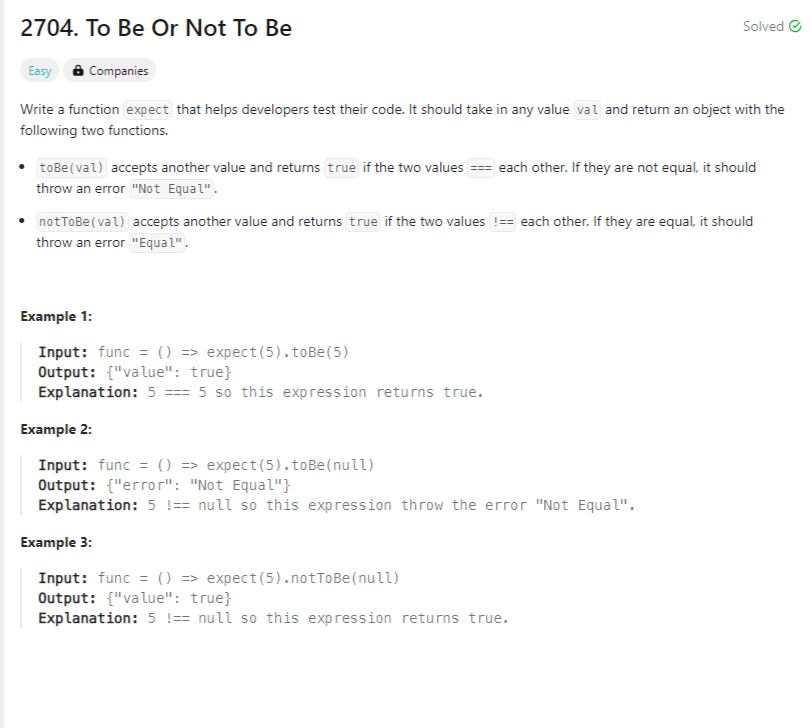 2704. To Be Or Not To Be
Solved
Easy Companies
Write a function expect that helps developers test their code. It should take in any value val and return an object with the
following two functions.
• toBe(val) accepts another value and returns true if the two values === each other. If they are not equal, it should
throw an error "Not Equal".
• notToBe(val) accepts another value and returns true if the two values !== each other. If they are equal, it should
throw an error "Equal".
Example 1:
Input: func = () => expect(5).toBe(5)
Output: {"value": true}
Explanation: 5 === 5 so this expression returns true.
Example 2:
Input: func = () => expect(5).toBe(null)
Output: {"error": "Not Equal"}
Explanation: 5 !== null so this expression throw the error "Not Equal".
Example 3:
Input: func = () => expect(5).notToBe(null)
Output: {"value": true}
Explanation: 5 !== null so this expression returns true.